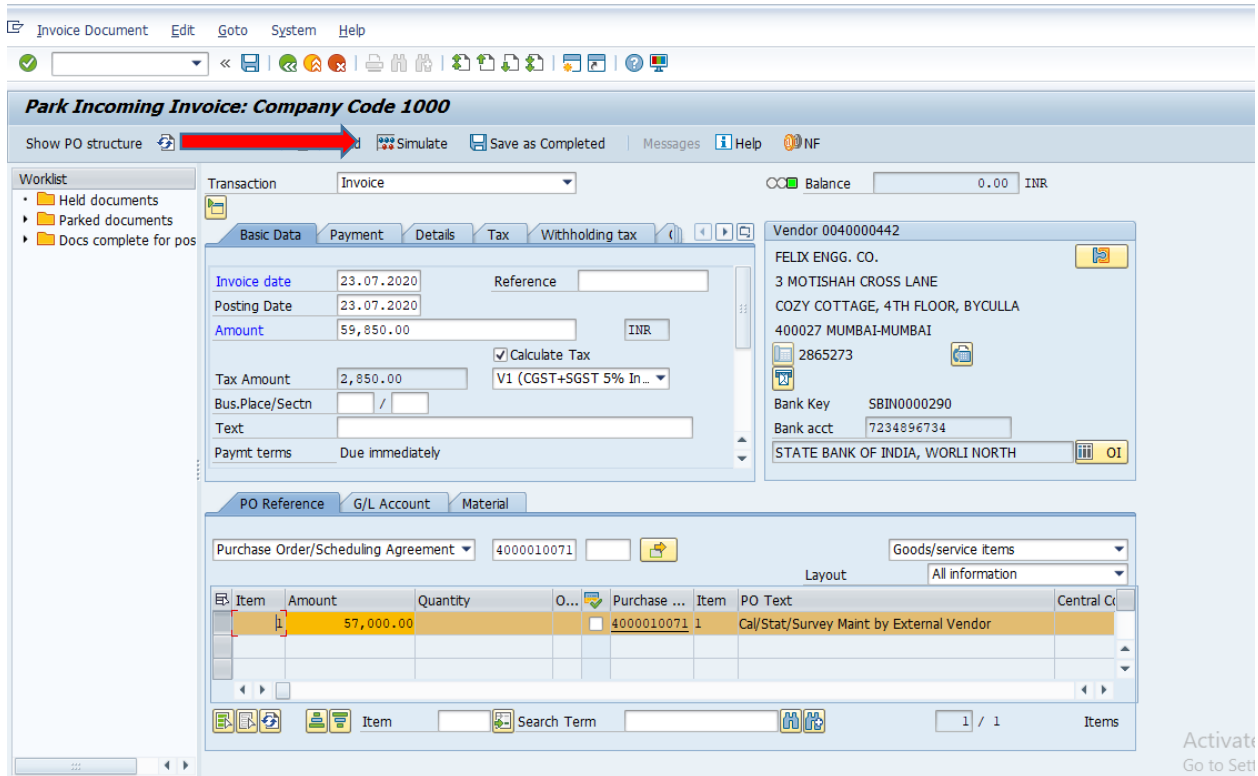 Invoice Document Edit Goto System Help
Park Incoming Invoice: Company Code 1000
Show PO structure Simulate Save as Completed Messages Help NF
Worklist
Held documents
Parked documents
Docs complete for pos
Transaction Invoice Balance 0.00 INR
Basic Data Payment Details Tax Withholding tax
Invoice date 23.07.2020 Reference
Posting Date 23.07.2020
Amount 59,850.00 INR
Calculate Tax
Tax Amount 2,850.00 V1 (CGST+SGST 5% In…
Bus.Place/Sectn /
Text
Paymt terms Due immediately
Vendor 0040000442
FELIX ENGG. CO.
3 MOTISHAH CROSS LANE
COZY COTTAGE, 4TH FLOOR, BYCULLA
400027 MUMBAI-MUMBAI
2865273
Bank Key SBIN0000290
Bank acct 7234896734
STATE BANK OF INDIA, WORLI NORTH OI
PO Reference G/L Account Material
Purchase Order/Scheduling Agreement 4000010071 Goods/service items
Layout All information
Item Amount Quantity O... Purchase ... Item PO Text Central Co
1 57,000.00 4000010071 1 Cal/Stat/Survey Maint by External Vendor
Item Search Term 1 / 1 Items
Activate
Go to Sett